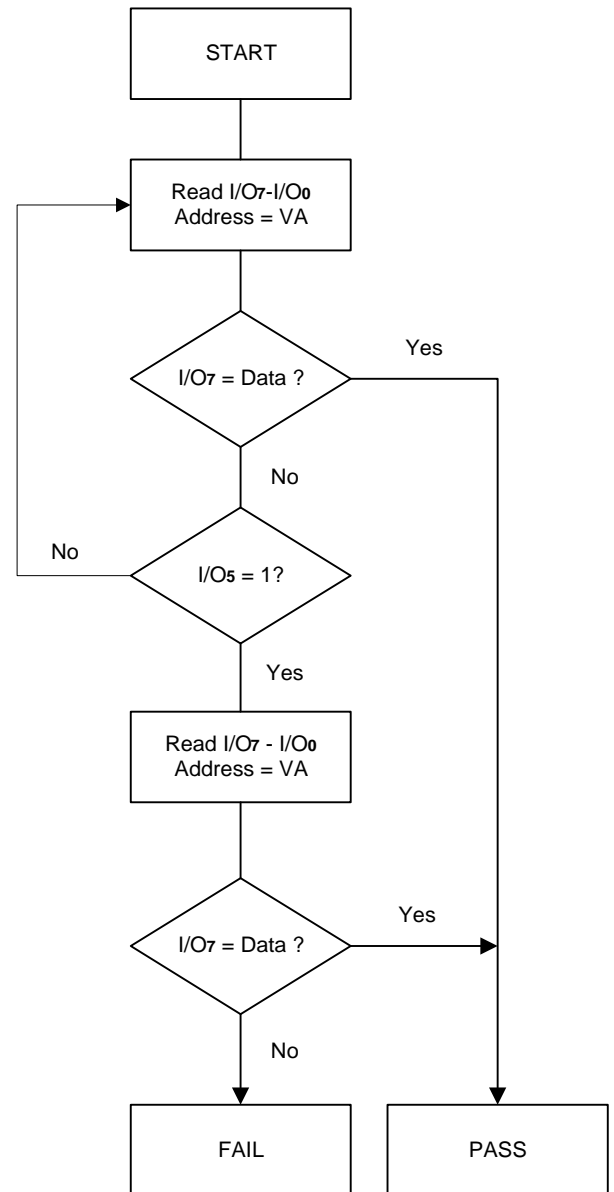 START
Read I/O7-I/O0
Address = VA
I/O7 = Data ?
Yes
No
I/O5 = 1?
No
Yes
Read I/O7 - I/O0
Address = VA
I/O7 = Data ?
Yes
No
FAIL
PASS